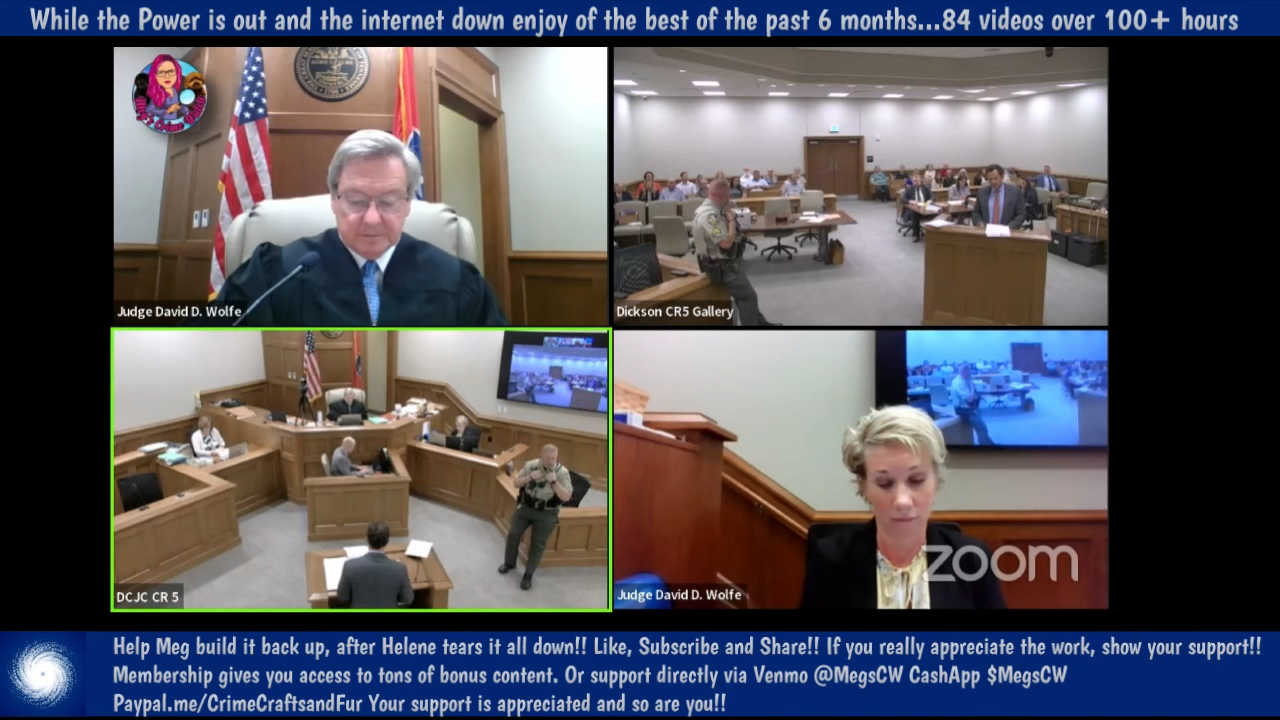 While the Power is out and the internet down enjoy of the best of the past 6 months...84 videos over 100+ hours
Judge David D. Wolfe
Dickson CR5 Gallery
DCJC CR 5
Judge David D. Wolfe
zoom
Help Meg build it back up, after Helene tears it all down!! Like, Subscribe and Share!! If you really appreciate the work, show your support!!
Membership gives you access to tons of bonus content. Or support directly via Venmo @MegsCW CashApp $MegsCW
Paypal.me/CrimeCraftsandFur Your support is appreciated and so are you!!